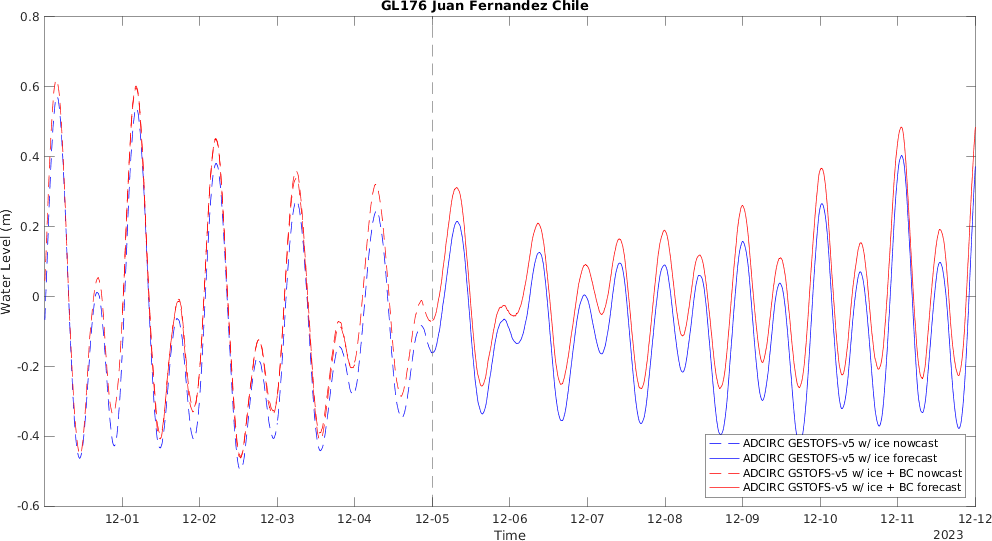 GL176 Juan Fernandez Chile
0.8
0.6
0.4
0.2
0
-0.2
-0.4
-0.6
Water Level (m)
ADCIRC GESTOFS-v5 w/ ice nowcast
ADCIRC GESTOFS-v5 w/ ice forecast
ADCIRC GSTOFS-v5 w/ ice + BC nowcast
ADCIRC GSTOFS-v5 w/ ice + BC forecast
12-01 12-02 12-03 12-04 12-05 12-06 12-07 12-08 12-09 12-10 12-11 12-12
Time
2023